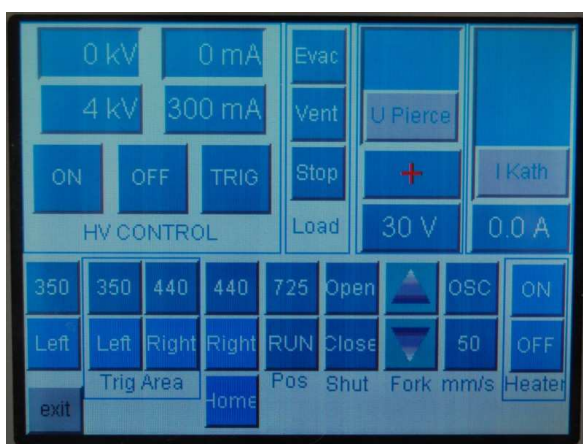 0 kV 0 mA Evac
4 kV 300 mA Vent U Pierce
ON OFF TRIG Stop + I Kath
HV CONTROL Load 30 V 0.0 A
350 350 440 440 725 Open OSC ON
Left Left Right Right RUN Close 50 OFF
Trig Area Pos Shut Fork mm/s Heater
exit Home